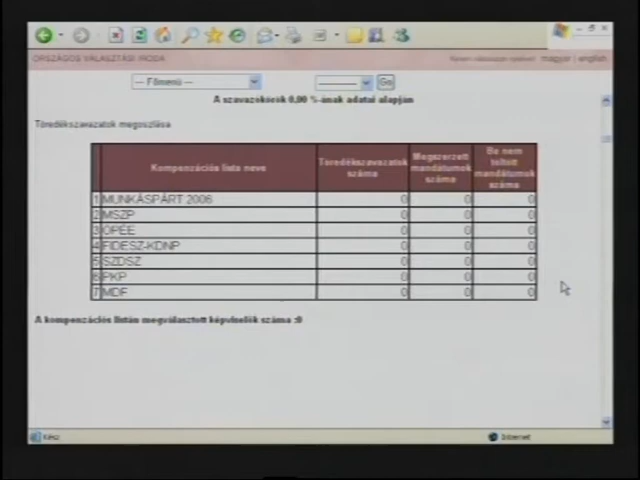 ORSZÁGOS VÁLASZTÁSI IRODA
magyar | english
--- Főmenü ---
Go
A szavazókörök 0,00 %-ának adatai alapján
Töredékszavazatok megoszlása
Kompenzációs lista neve
Töredékszavazatok száma
Megszerzett mandátumok száma
Be nem töltött mandátumok száma
1 MUNKÁSPÁRT 2006 0 0 0
2 MSZP 0 0 0
3 OPÉE 0 0 0
4 FIDESZ-KDNP 0 0 0
5 SZDSZ 0 0 0
6 PKP 0 0 0
7 MDF 0 0 0
A kompenzációs listán megválasztott képviselők száma :0
Kész
Internet